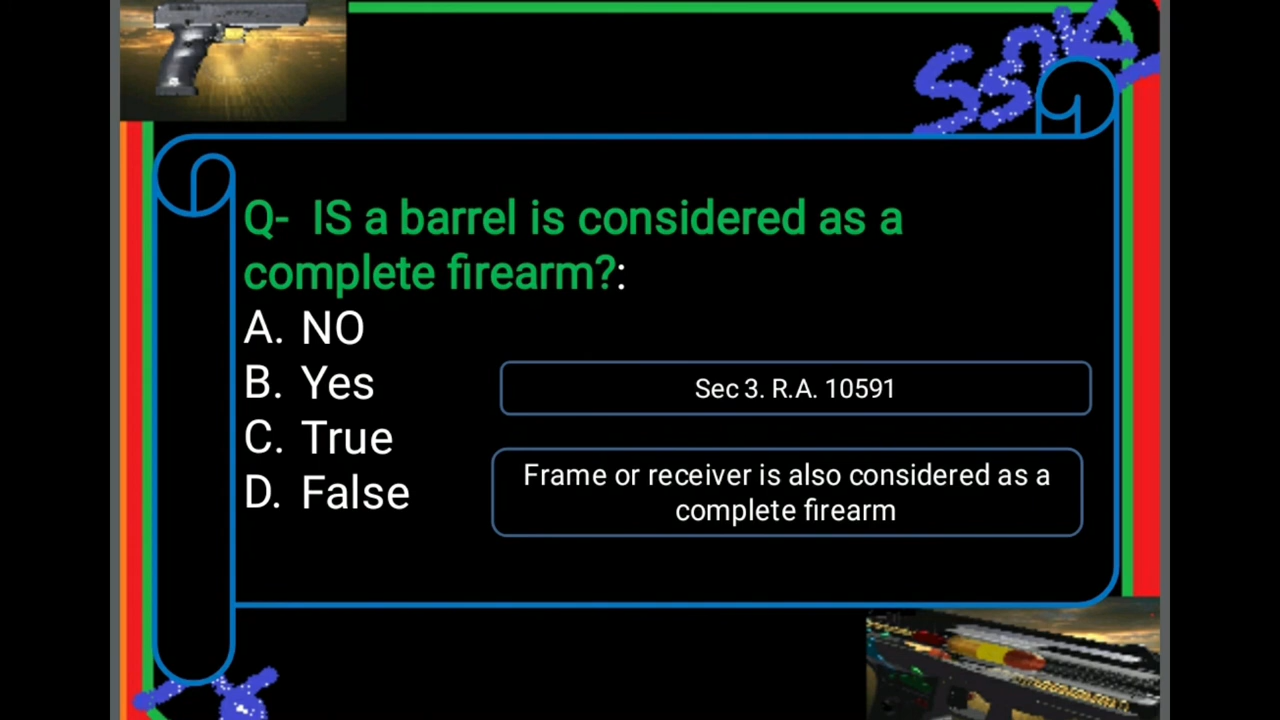 SSnK
Q- IS a barrel is considered as a
complete firearm?:
A. NO
B. Yes
C. True
D. False
Sec 3. R.A. 10591
Frame or receiver is also considered as a
complete firearm